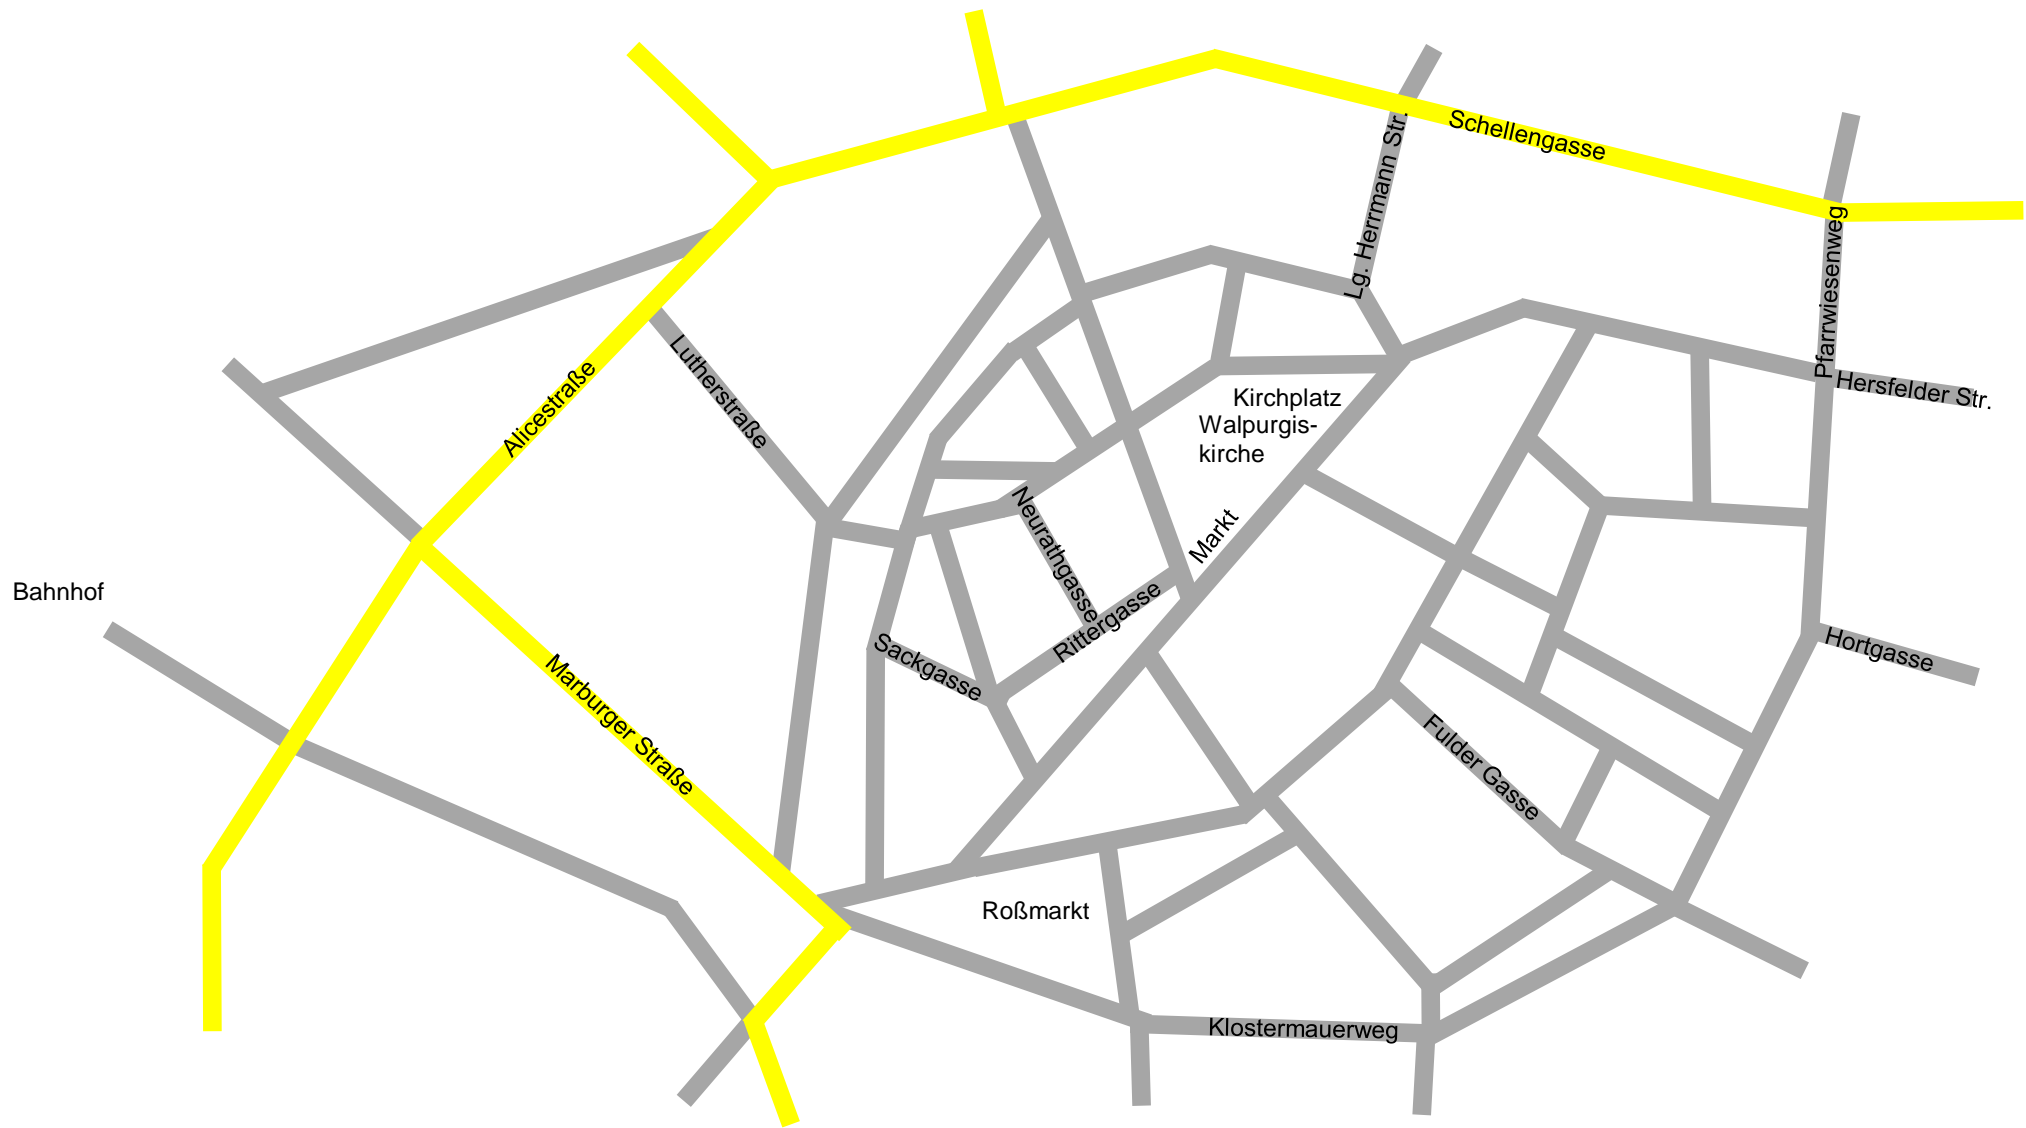 Schellengasse
Lg. Herrmann Str.
Pfarrwiesenweg
Hersfelder Str.
Lutherstraße
Alicestraße
Kirchplatz
Walpurgis-
kirche
Neurathgasse
Markt
Bahnhof
Rittergasse
Sackgasse
Hortgasse
Marburger Straße
Fulder Gasse
Roßmarkt
Klostermauerweg